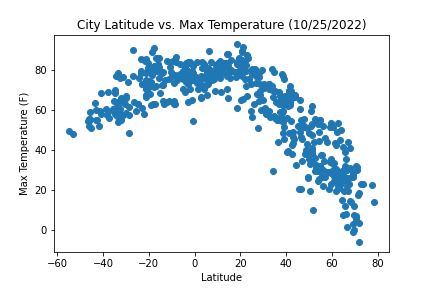 City Latitude vs. Max Temperature (10/25/2022)
Max Temperature (F)
80
60
40
20
0
−60 −40 −20 0 20 40 60 80
Latitude